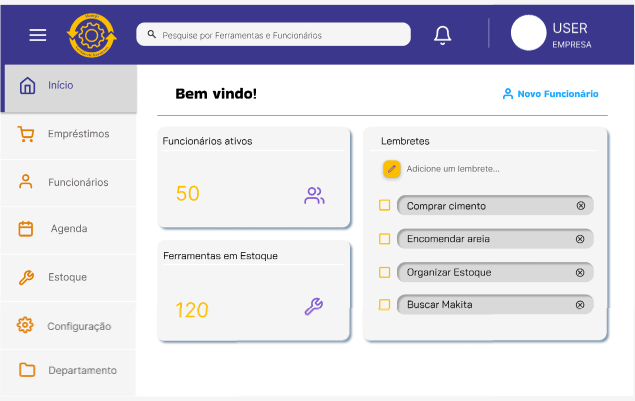 Pesquise por Ferramentas e Funcionários
USER
EMPRESA
Início
Empréstimos
Funcionários
Agenda
Estoque
Configuração
Departamento
Bem vindo!
Novo Funcionário
Funcionários ativos
50
Ferramentas em Estoque
120
Lembretes
Adicione um lembrete...
Comprar cimento
Encomendar areia
Organizar Estoque
Buscar Makita